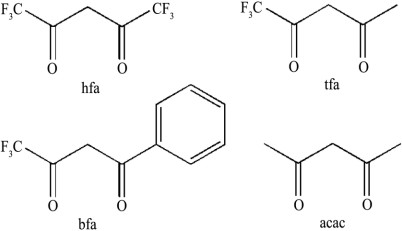 F₃C CF₃
O O
hfa
F₃C
O O
tfa
F₃C
O O
bfa
O O
acac